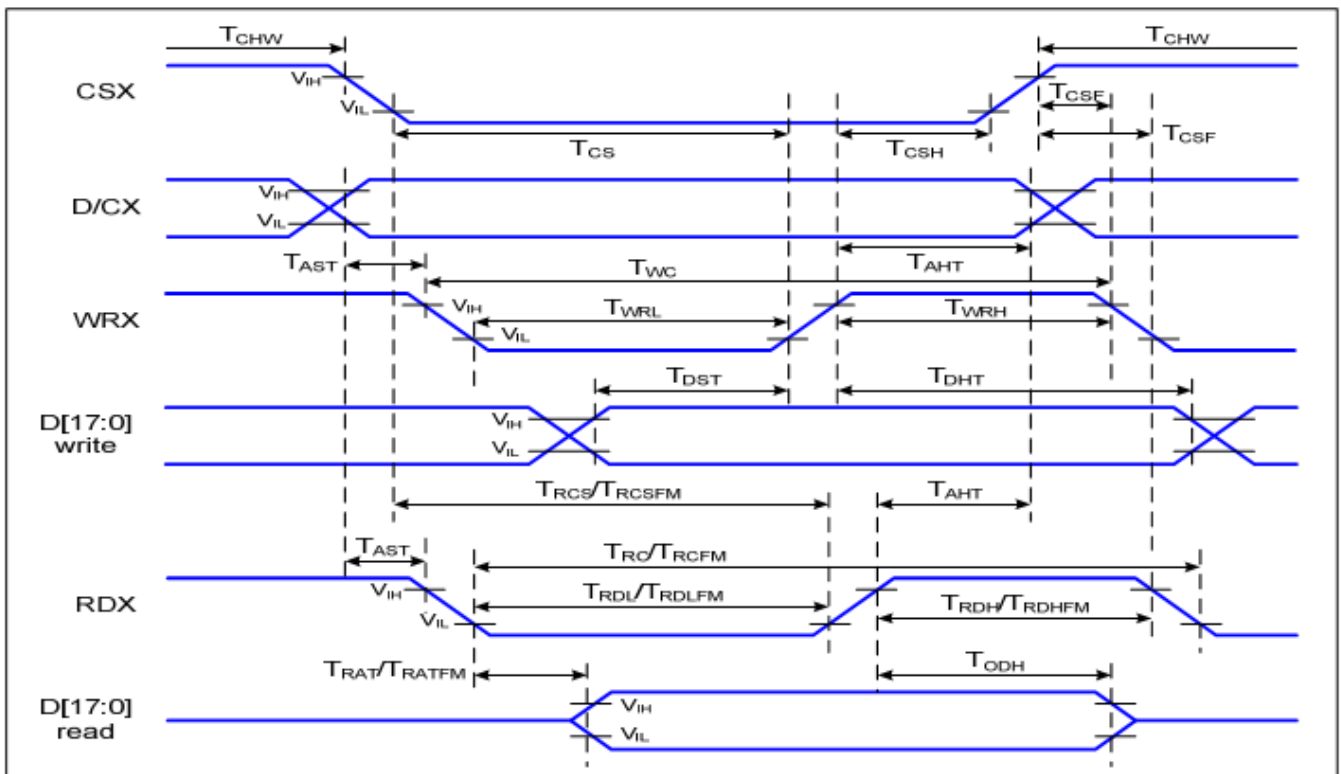 TCHW TCHW
CSX VIH TCSF
VIL TCSF
TCS TCSH
D/CX VIH
VIL
TAST TWC TAHT
WRX VIH TWRL TWRH
VIL
TDST TDHT
D[17:0] VIH
write VIL
TRCS/TRCSFM TAHT
TAST TRC/TRCFM
RDX VIH TRDL/TRDLFM TRDH/TRDHFM
VIL
TRAT/TRATFM TODH
D[17:0] VIH
read VIL